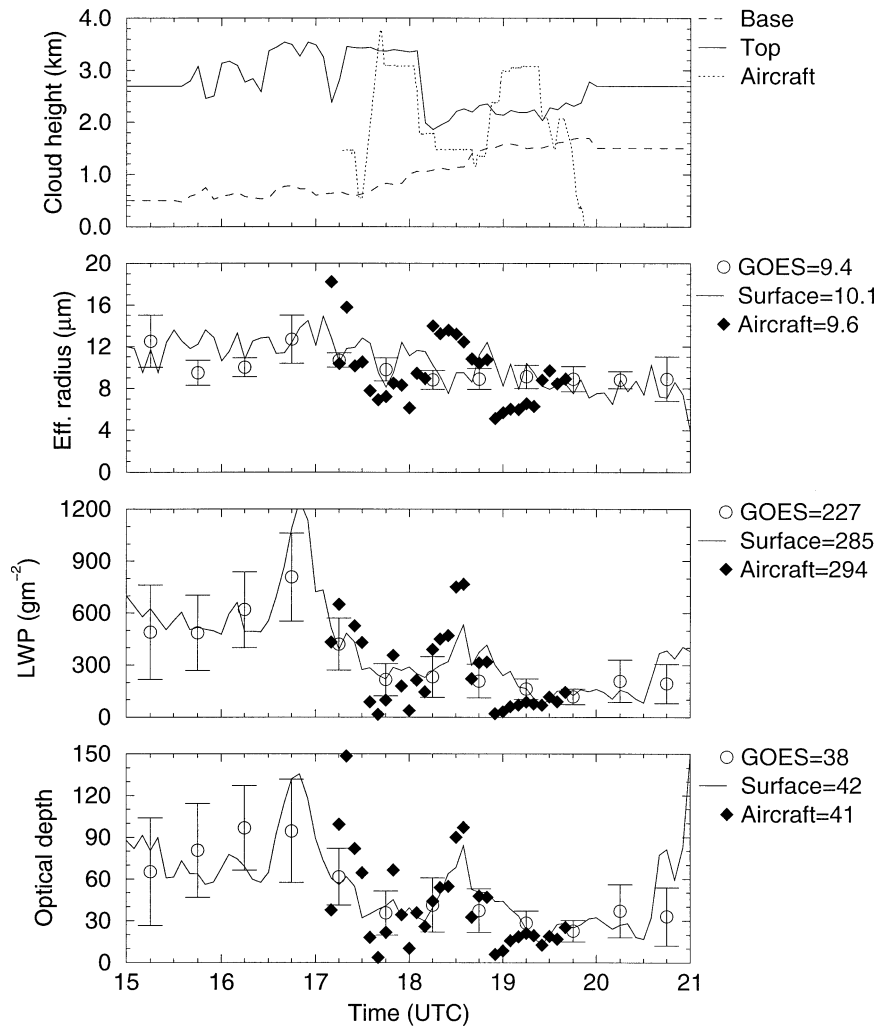 4.0
3.0
2.0
1.0
0.0
Cloud height (km)
Base
Top
Aircraft
20
16
12
8
4
0
Eff. radius (μm)
GOES=9.4
Surface=10.1
Aircraft=9.6
1200
900
600
300
0
LWP (gm⁻²)
GOES=227
Surface=285
Aircraft=294
150
120
90
60
30
0
Optical depth
GOES=38
Surface=42
Aircraft=41
15 16 17 18 19 20 21
Time (UTC)